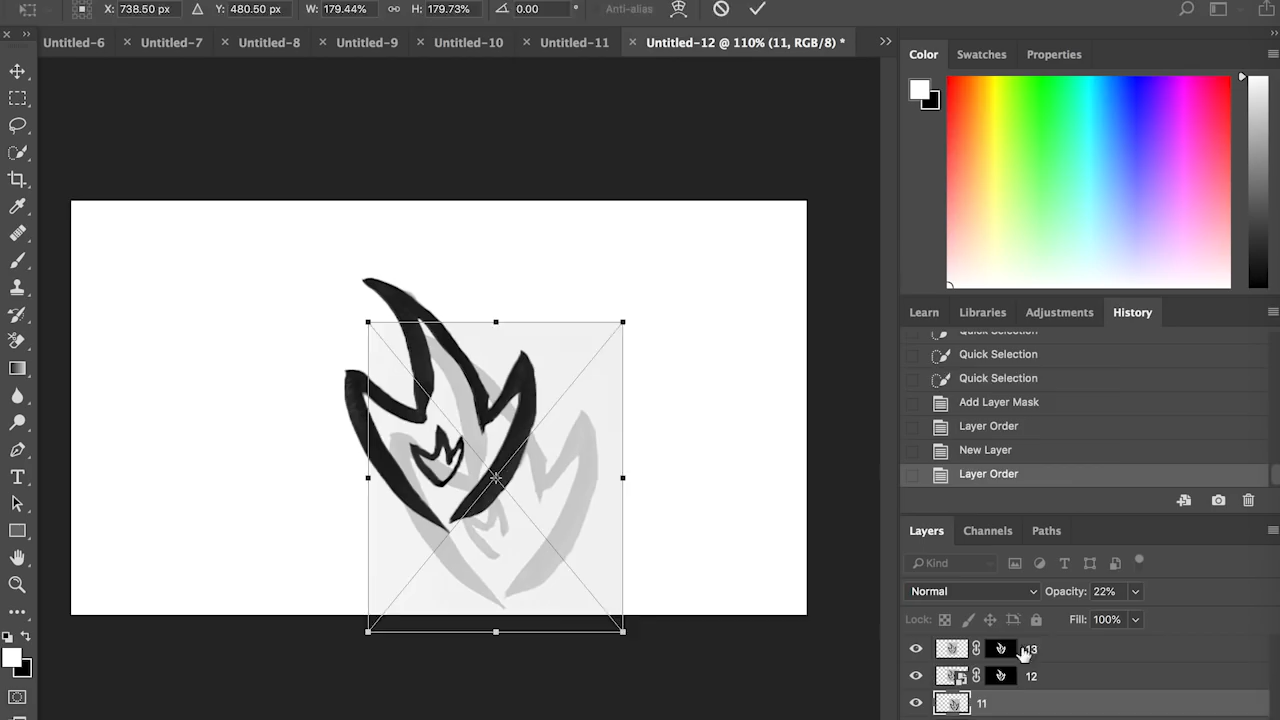 X: 738.50 px Y: 480.50 px W: 179.44% H: 179.73% 0.00 ° Anti-alias
Untitled-6 × Untitled-7 × Untitled-8 × Untitled-9 × Untitled-10 × Untitled-11 × Untitled-12 @ 110% (11, RGB/8) *
Color Swatches Properties
Learn Libraries Adjustments History
Quick Selection
Quick Selection
Quick Selection
Add Layer Mask
Layer Order
New Layer
Layer Order
Layers Channels Paths
Kind
Normal Opacity: 22%
Lock: Fill: 100%
13
12
11